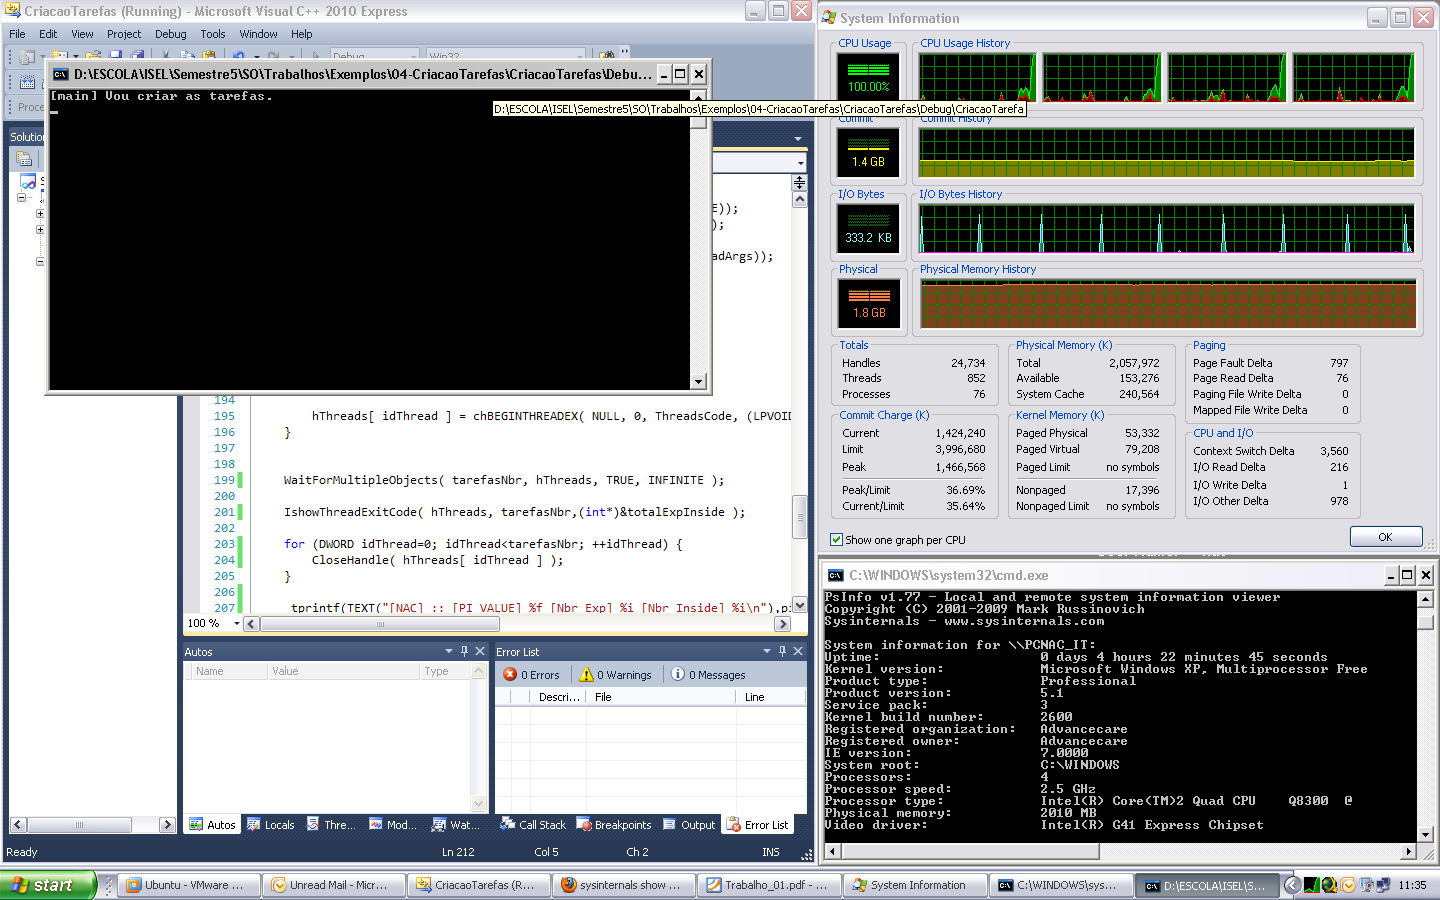 CriacaoTarefas (Running) - Microsoft Visual C++ 2010 Express
File Edit View Project Debug Tools Window Help
Debug Win32
Proce
Solution
D:\ESCOLA\ISEL\Semestre5\SO\Trabalhos\Exemplos\04-CriacaoTarefas\CriacaoTarefas\Debu...
[main] Vou criar as tarefas.
D:\ESCOLA\ISEL\Semestre5\SO\Trabalhos\Exemplos\04-CriacaoTarefas\CriacaoTarefas\Debug\CriacaoTarefa
E));
);
adArgs));
194
195 hThreads[ idThread ] = chBEGINTHREADEX( NULL, 0, ThreadsCode, (LPVOID
196 }
197
198
199 WaitForMultipleObjects( tarefasNbr, hThreads, TRUE, INFINITE );
200
201 IshowThreadExitCode( hThreads, tarefasNbr,(int*)&totalExpInside );
202
203 for (DWORD idThread=0; idThread<tarefasNbr; ++idThread) {
204 CloseHandle( hThreads[ idThread ] );
205 }
206
207 _tprintf(TEXT("[NAC] :: [PI VALUE] %f [Nbr Exp] %i [Nbr Inside] %i\n"),pi
100 %
Autos
Name Value Type
Error List
0 Errors 0 Warnings 0 Messages
Descri... File Line
Autos Locals Thre... Mod... Wat...
Call Stack Breakpoints Output Error List
Ready Ln 212 Col 5 Ch 2 INS
System Information
CPU Usage CPU Usage History
100.00%
Commit Commit History
1.4 GB
I/O Bytes I/O Bytes History
333.2 KB
Physical Physical Memory History
1.8 GB
Totals
Handles 24,734
Threads 852
Processes 76
Commit Charge (K)
Current 1,424,240
Limit 3,996,680
Peak 1,466,568
Peak/Limit 36.69%
Current/Limit 35.64%
Physical Memory (K)
Total 2,057,972
Available 153,276
System Cache 240,564
Kernel Memory (K)
Paged Physical 53,332
Paged Virtual 79,208
Paged Limit no symbols
Nonpaged 17,396
Nonpaged Limit no symbols
Paging
Page Fault Delta 797
Page Read Delta 76
Paging File Write Delta 0
Mapped File Write Delta 0
CPU and I/O
Context Switch Delta 3,560
I/O Read Delta 216
I/O Write Delta 1
I/O Other Delta 978
Show one graph per CPU
OK
C:\WINDOWS\system32\cmd.exe
PsInfo v1.77 - Local and remote system information viewer
Copyright (C) 2001-2009 Mark Russinovich
Sysinternals - www.sysinternals.com
System information for \\PCNAC_IT:
Uptime: 0 days 4 hours 22 minutes 45 seconds
Kernel version: Microsoft Windows XP, Multiprocessor Free
Product type: Professional
Product version: 5.1
Service pack: 3
Kernel build number: 2600
Registered organization: Advancecare
Registered owner: Advancecare
IE version: 7.0000
System root: C:\WINDOWS
Processors: 4
Processor speed: 2.5 GHz
Processor type: Intel(R) Core(TM)2 Quad CPU Q8300 @
Physical memory: 2010 MB
Video driver: Intel(R) G41 Express Chipset
start
Ubuntu - VMware ...
Unread Mail - Micr...
CriacaoTarefas (R...
sysinternals show ...
Trabalho_01.pdf - ...
System Information
C:\WINDOWS\sys...
D:\ESCOLA\ISEL\S...
11:35